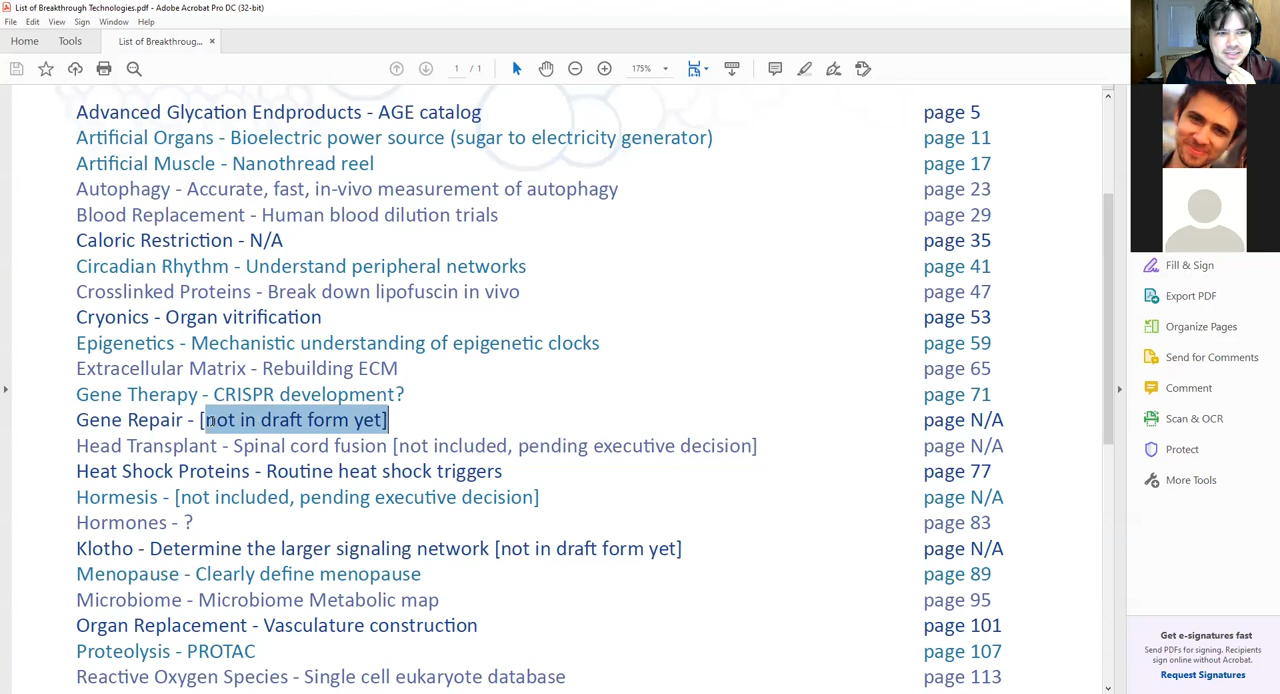 List of Breakthrough Technologies.pdf - Adobe Acrobat Pro DC (32-bit)
File Edit View Sign Window Help
Home Tools List of Breakthroug... ×
1 / 1 175%
Advanced Glycation Endproducts - AGE catalog page 5
Artificial Organs - Bioelectric power source (sugar to electricity generator) page 11
Artificial Muscle - Nanothread reel page 17
Autophagy - Accurate, fast, in-vivo measurement of autophagy page 23
Blood Replacement - Human blood dilution trials page 29
Caloric Restriction - N/A page 35
Circadian Rhythm - Understand peripheral networks page 41
Crosslinked Proteins - Break down lipofuscin in vivo page 47
Cryonics - Organ vitrification page 53
Epigenetics - Mechanistic understanding of epigenetic clocks page 59
Extracellular Matrix - Rebuilding ECM page 65
Gene Therapy - CRISPR development? page 71
Gene Repair - [not in draft form yet] page N/A
Head Transplant - Spinal cord fusion [not included, pending executive decision] page N/A
Heat Shock Proteins - Routine heat shock triggers page 77
Hormesis - [not included, pending executive decision] page N/A
Hormones - ? page 83
Klotho - Determine the larger signaling network [not in draft form yet] page N/A
Menopause - Clearly define menopause page 89
Microbiome - Microbiome Metabolic map page 95
Organ Replacement - Vasculature construction page 101
Proteolysis - PROTAC page 107
Reactive Oxygen Species - Single cell eukaryote database page 113
Fill & Sign
Export PDF
Organize Pages
Send for Comments
Comment
Scan & OCR
Protect
More Tools
Get e-signatures fast
Send PDFs for signing. Recipients
sign online without Acrobat.
Request Signatures